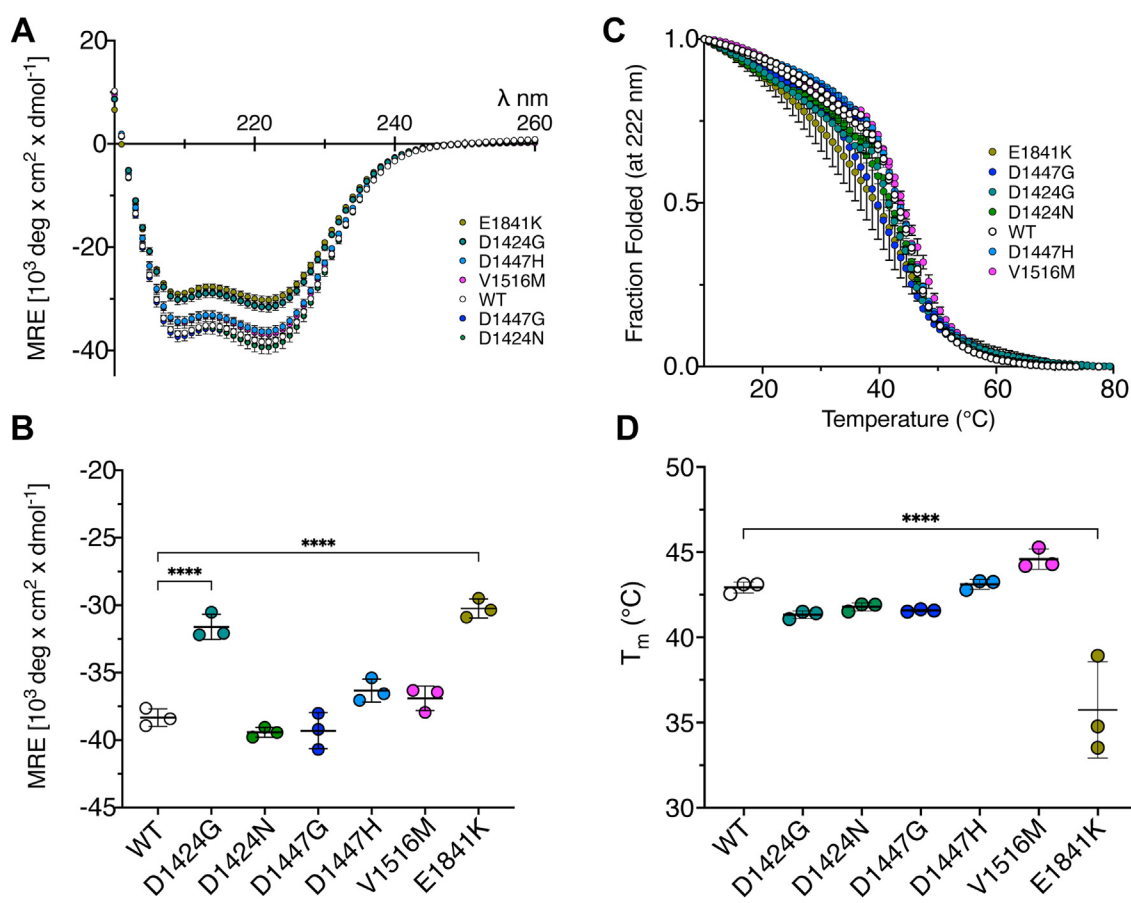 A
20
0
-20
-40
MRE [10³ deg x cm² x dmol⁻¹]
λ nm
220
240
260
E1841K
D1424G
D1447H
V1516M
WT
D1447G
D1424N
C
1.0
0.5
0.0
Fraction Folded (at 222 nm)
E1841K
D1447G
D1424G
D1424N
WT
D1447H
V1516M
20
40
60
80
Temperature (°C)
B
-20
-25
-30
-35
-40
-45
MRE [10³ deg x cm² x dmol⁻¹]
****
****
WT
D1424G
D1424N
D1447G
D1447H
V1516M
E1841K
D
50
45
40
35
30
Tₘ (°C)
****
WT
D1424G
D1424N
D1447G
D1447H
V1516M
E1841K